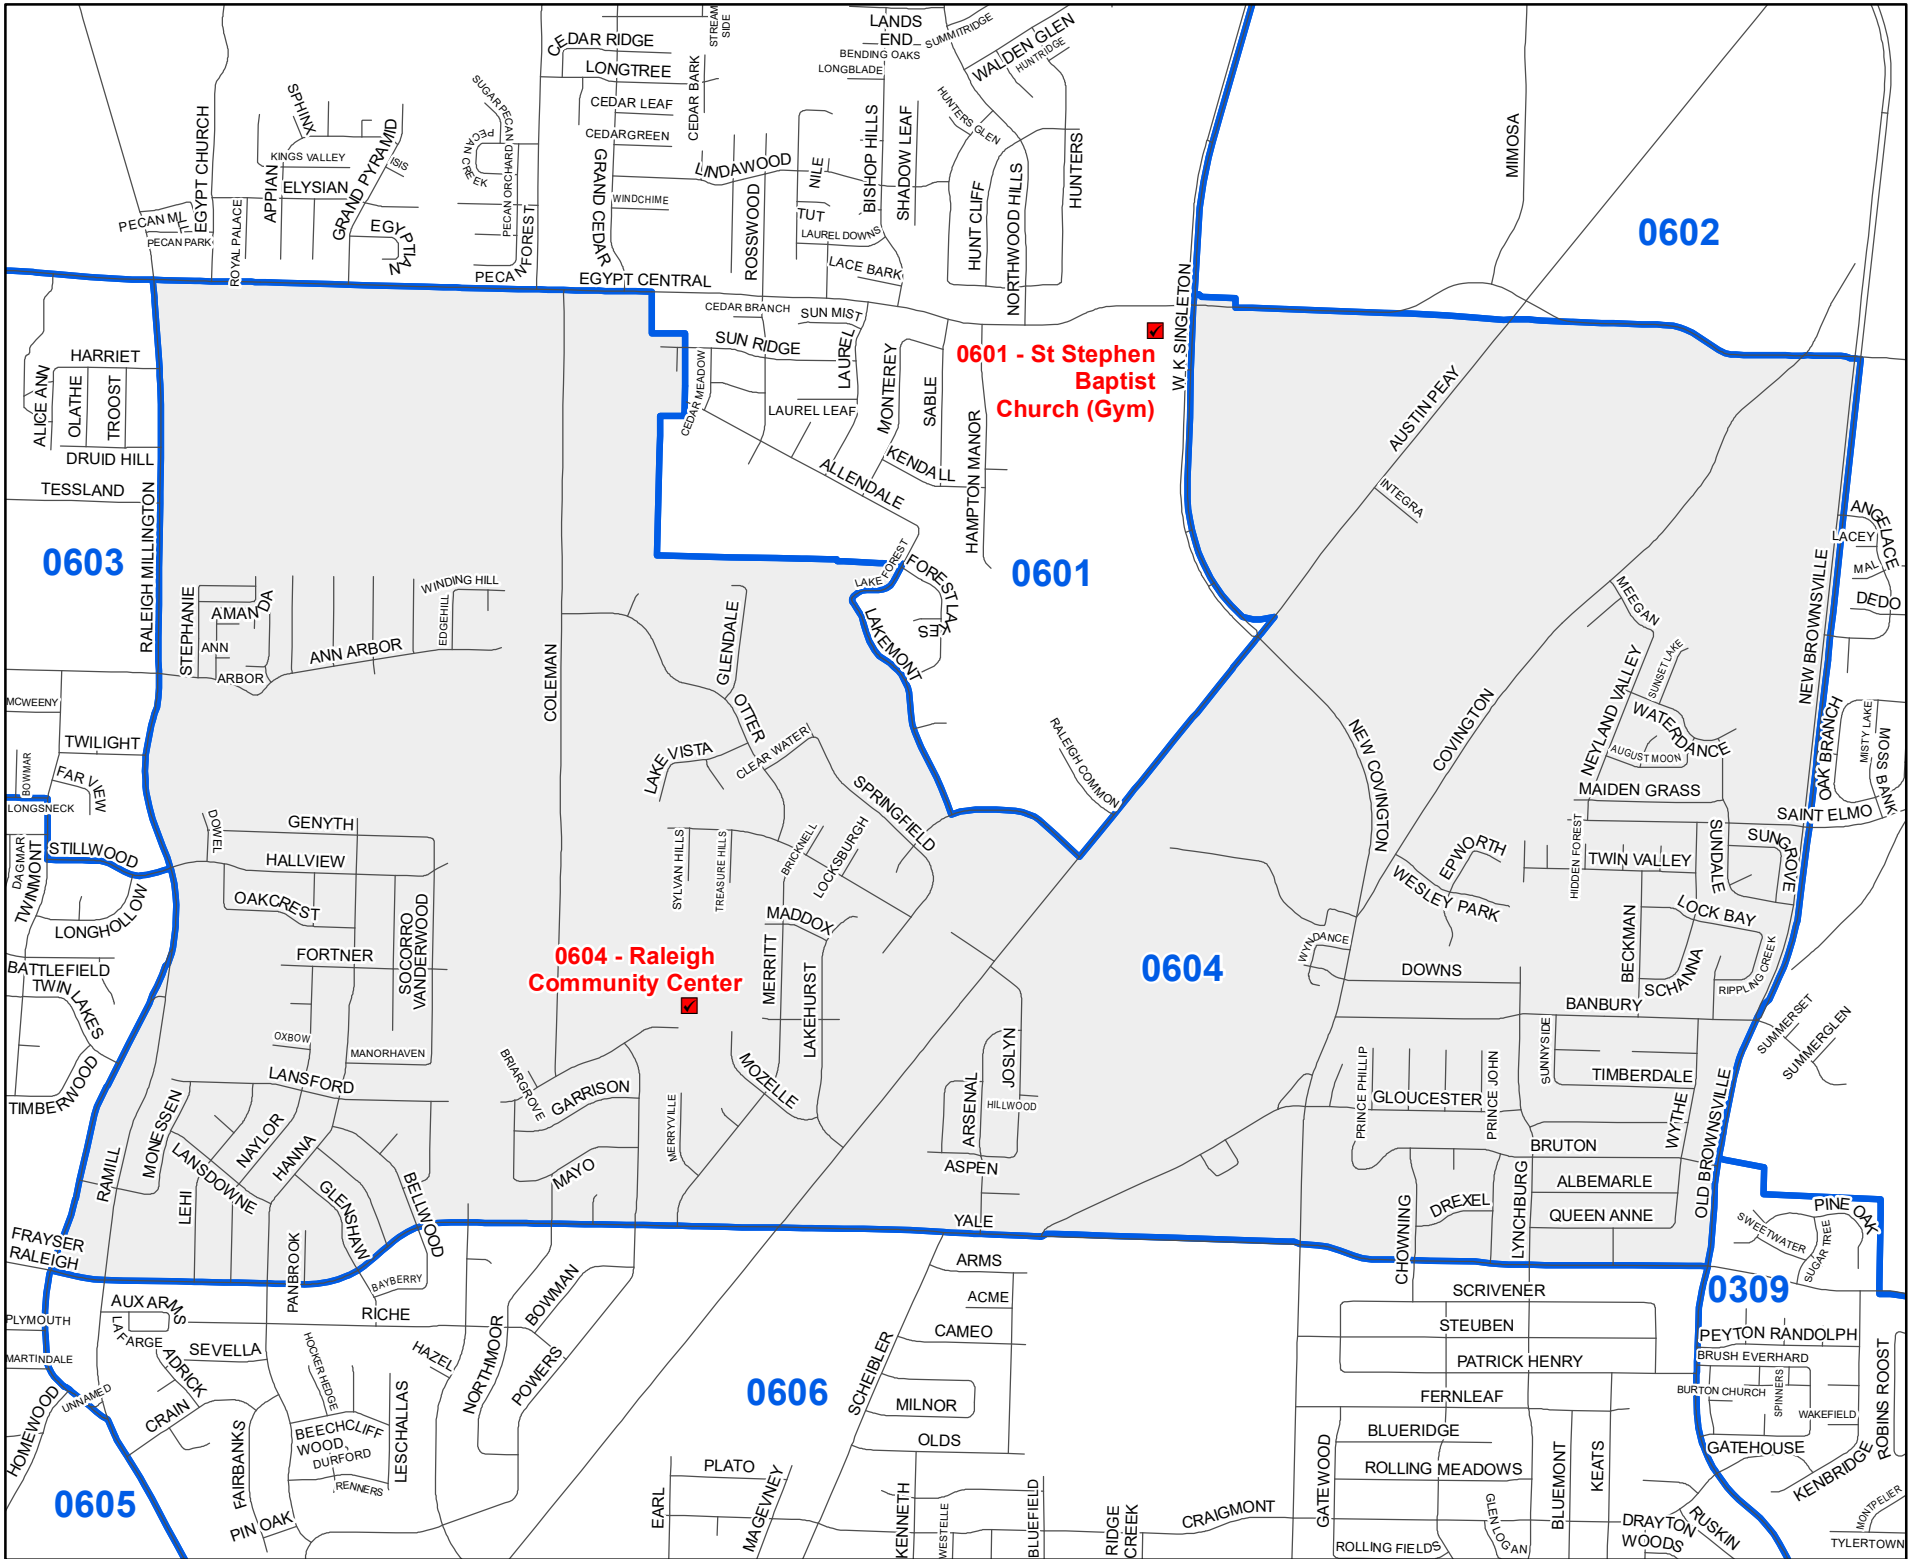 LANDS
END
SUMMITRIDGE
WALDEN GLEN
HUNTRIDGE
STREAM
SIDE
CEDAR RIDGE
LONGTREE
BENDING OAKS
LONGBLADE
CEDAR BARK
CEDAR LEAF
CEDARGREEN
SUGAR PECAN
PECAN CREEK
PECAN ORCHARD
SPHINX
KINGS VALLEY
ISIS
GRAND PYRAMID
EGYPT CHURCH
APPIAN
ELYSIAN
EGYPTIAN
PECAN ML
PECAN PARK
ROYAL PALACE
FOREST
PECAN
GRAND CEDAR
WINDCHIME
LINDAWOOD
ROSSWOOD
NILE
TUT
LAUREL DOWNS
LACE BARK
BISHOP HILLS
SHADOW LEAF
HUNTERS GLEN
HUNT CLIFF
NORTHWOOD HILLS
HUNTERS
MIMOSA
0602
EGYPT CENTRAL
CEDAR BRANCH
SUN MIST
SUN RIDGE
LAUREL
LAUREL LEAF
CEDAR MEADOW
MONTEREY
SABLE
KENDALL
ALLENDALE
HAMPTON MANOR
W K SINGLETON
0601 - St Stephen
Baptist
Church (Gym)
AUSTIN PEAY
INTEGRA
HARRIET
ALICE ANN
OLATHE
TROOST
DRUID HILL
TESSLAND
RALEIGH MILLINGTON
0603
0601
LAKE FOREST
FOREST LAKES
LAKEMONT
STEPHANIE
AMANDA
ANN
ARBOR
ANN ARBOR
EDGEHILL
WINDING HILL
COLEMAN
GLENDALE
OTTER
LAKE VISTA
CLEAR WATER
SPRINGFIELD
RALEIGH COMMON
NEW COVINGTON
COVINGTON
MEEGAN
NEYLAND VALLEY
SUNSET LAKE
WATERDANCE
AUGUST MOON
MAIDEN GRASS
NEW BROWNSVILLE
ANGELACE
LACEY
MAL
DEDO
OAK BRANCH
MISTY LAKE
MOSS BANK
SAINT ELMO
MCWEENY
TWILIGHT
BOWMAR
FAR VIEW
LONGSNECK
STILLWOOD
DAGMAR
TWINMONT
LONGHOLLOW
BATTLEFIELD
TWIN LAKES
TIMBERWOOD
DOWEL
GENYTH
HALLVIEW
OAKCREST
FORTNER
SOCORRO
VANDERWOOD
OXBOW
MANORHAVEN
LANSFORD
SYLVAN HILLS
TREASURE HILLS
BRICKNELL
LOCKSBURGH
MADDOX
MERRITT
LAKEHURST
0604 - Raleigh
Community Center
0604
EPWORTH
WESLEY PARK
WYNDANCE
DOWNS
HIDDEN FOREST
TWIN VALLEY
SUNDALE
SUNGROVE
LOCK BAY
BECKMAN
SCHANNA
RIPPLING CREEK
BANBURY
SUMMERSET
SUMMERGLEN
SUNNYSIDE
TIMBERDALE
WYTHE
OLD BROWNSVILLE
PRINCE PHILLIP
GLOUCESTER
PRINCE JOHN
BRUTON
ALBEMARLE
QUEEN ANNE
LYNCHBURG
DREXEL
CHOWNING
BRIARGROVE
GARRISON
MAYO
MERRYVILLE
MOZELLE
ARSENAL
JOSLYN
HILLWOOD
ASPEN
YALE
RAMILL
MONESSEN
LANSDOWNE
LEHI
NAYLOR
HANNA
GLENSHAW
BELLWOOD
PANBROOK
BAYBERRY
FRAYSER
RALEIGH
PLYMOUTH
MARTINDALE
HOMEWOOD
UNNAMED
0605
AUX ARMS
LAFARGE
SEVELLA
ADRICK
CRAIN
FAIRBANKS
PIN OAK
RICHE
HOCKER HEDGE
BEECHCLIFF
WOOD
DURFORD
RENNERS
LESCHALLAS
HAZEL
NORTHMOOR
BOWMAN
POWERS
0606
ARMS
ACME
CAMEO
SCHEIBLER
MILNOR
OLDS
PLATO
EARL
MAGEVNEY
KENNETH
WESTELLE
BLUEFIELD
RIDGE
CREEK
CRAIGMONT
SCRIVENER
STEUBEN
PATRICK HENRY
FERNLEAF
BLUERIDGE
ROLLING MEADOWS
GATEWOOD
ROLLING FIELDS
GLEN LOGAN
BLUEMONT
KEATS
DRAYTON
WOODS
RUSKIN
PINE OAK
SWEETWATER
SUGAR TREE
0309
PEYTON RANDOLPH
BRUSH EVERHARD
BURTON CHURCH
SPINNERS
WAKEFIELD
GATEHOUSE
KENBRIDGE
ROBINS ROOST
MONTPELIER
TYLERTOWN